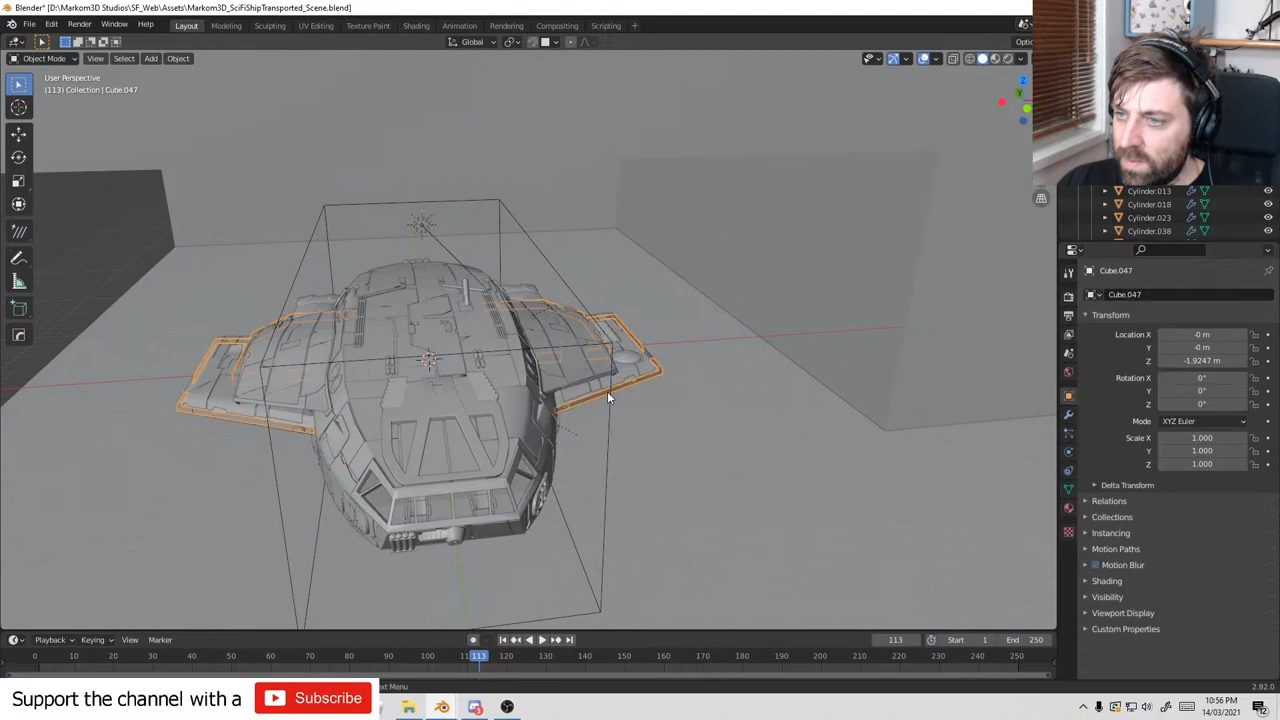 Blender* [D:\Markom3D Studios\SF_Web\Assets\Markom3D_SciFiShipTransported_Scene.blend]
File Edit Render Window Help Layout Modeling Sculpting UV Editing Texture Paint Shading Animation Rendering Compositing Scripting
Global
Optic
Object Mode View Select Add Object
User Perspective
(113) Collection | Cube.047
Z
Y
Cylinder.013
Cylinder.018
Cylinder.023
Cylinder.038
Cube.047
Cube.047
Transform
Location X -0 m
Y -0 m
Z -1.9247 m
Rotation X 0°
Y 0°
Z 0°
Mode XYZ Euler
Scale X 1.000
Y 1.000
Z 1.000
Delta Transform
Relations
Collections
Instancing
Motion Paths
Motion Blur
Shading
Visibility
Viewport Display
Custom Properties
Playback Keying View Marker
113 Start 1 End 250
0 10 20 30 40 50 60 70 80 90 100 113 120 130 140 150 160 170 180 190 200 210 220 230 240 250
ext Menu
2.92.0
Support the channel with a Subscribe
3
10:56 PM
14/03/2021
12